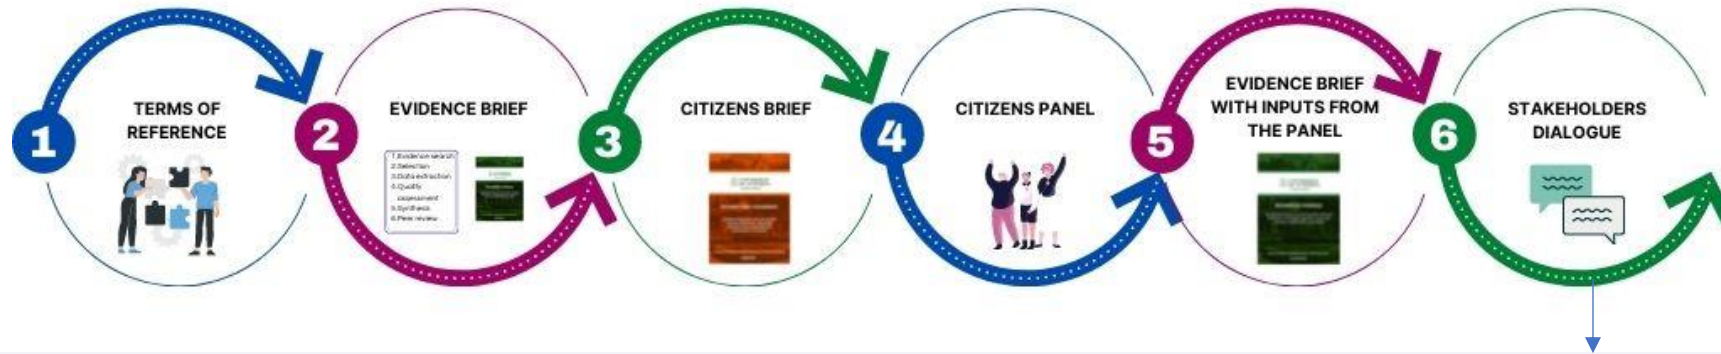 1
TERMS OF
REFERENCE
2
EVIDENCE BRIEF
1.Evidence search
2.Selection
3.Data extraction
4.Quality
assessment
5.Synthesis
6.Peer review
3
CITIZENS BRIEF
4
CITIZENS PANEL
5
EVIDENCE BRIEF
WITH INPUTS FROM
THE PANEL
6
STAKEHOLDERS
DIALOGUE